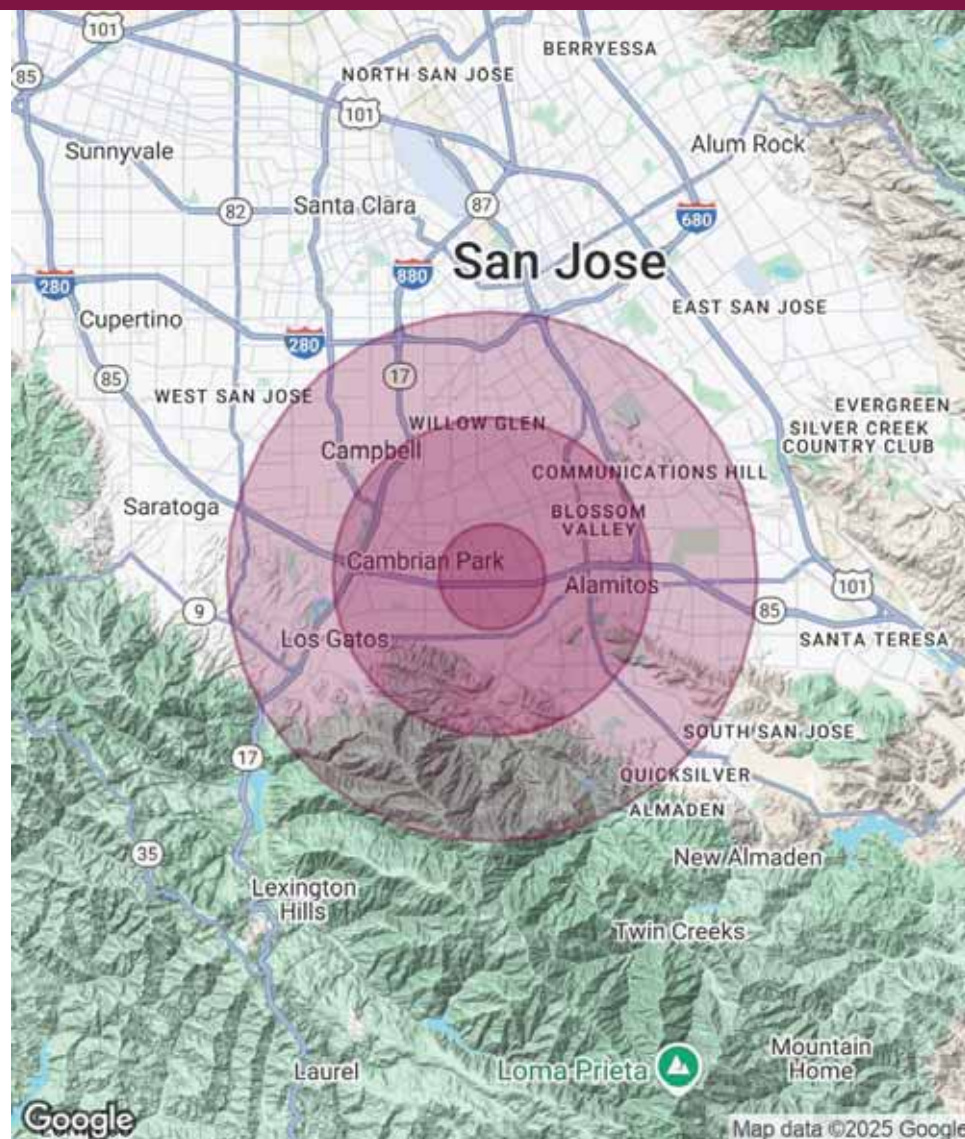 101
BERRYESSA
85
NORTH SAN JOSE
101
Sunnyvale
Alum Rock
82
Santa Clara
87
680
San Jose
280
880
EAST SAN JOSE
Cupertino
280
85
17
WEST SAN JOSE
EVERGREEN
WILLOW GLEN
SILVER CREEK
COUNTRY CLUB
Campbell
COMMUNICATIONS HILL
Saratoga
BLOSSOM
VALLEY
Cambrian Park
Alamitos
101
9
85
Los Gatos
SANTA TERESA
SOUTH SAN JOSE
17
QUICKSILVER
ALMADEN
35
New Almaden
Lexington
Hills
Twin Creeks
Mountain
Home
Laurel
Loma Prieta
Google
Map data ©2025 Google